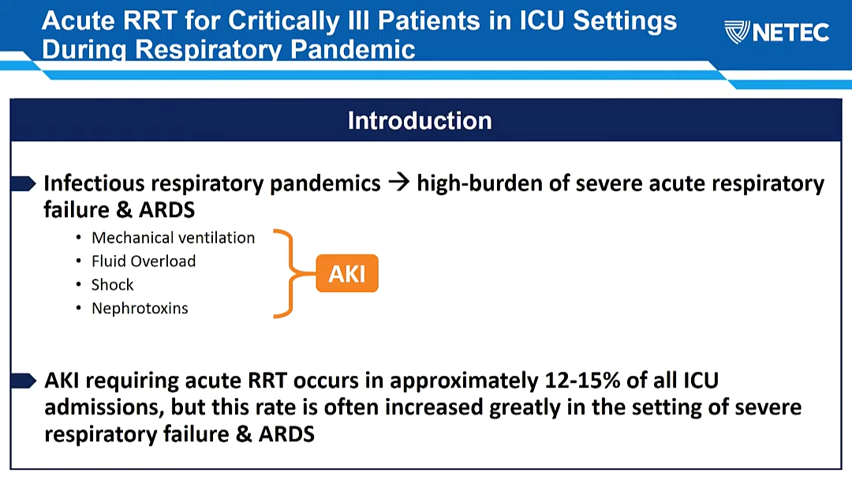 Acute RRT for Critically Ill Patients in ICU Settings
During Respiratory Pandemic
NETEC
Introduction
Infectious respiratory pandemics → high-burden of severe acute respiratory
failure & ARDS
• Mechanical ventilation
• Fluid Overload
• Shock
• Nephrotoxins
AKI
AKI requiring acute RRT occurs in approximately 12-15% of all ICU
admissions, but this rate is often increased greatly in the setting of severe
respiratory failure & ARDS